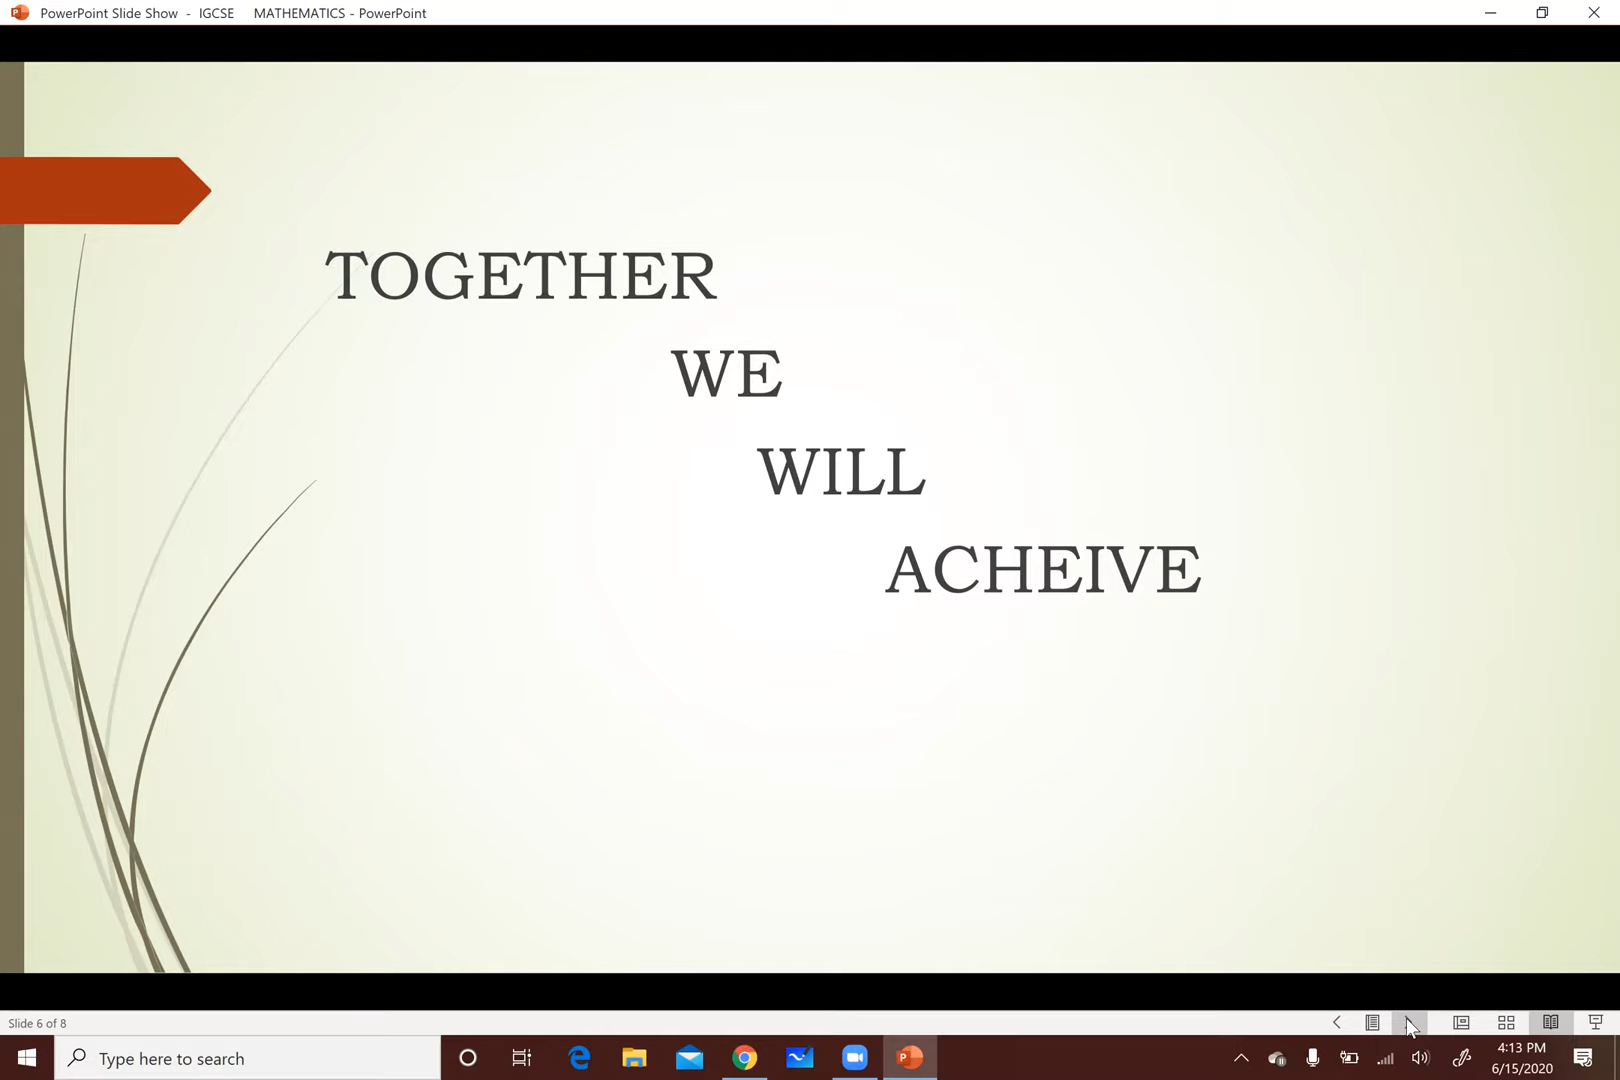 PowerPoint Slide Show - IGCSE MATHEMATICS - PowerPoint
TOGETHER
WE
WILL
ACHEIVE
Slide 6 of 8
Type here to search
4:13 PM
6/15/2020